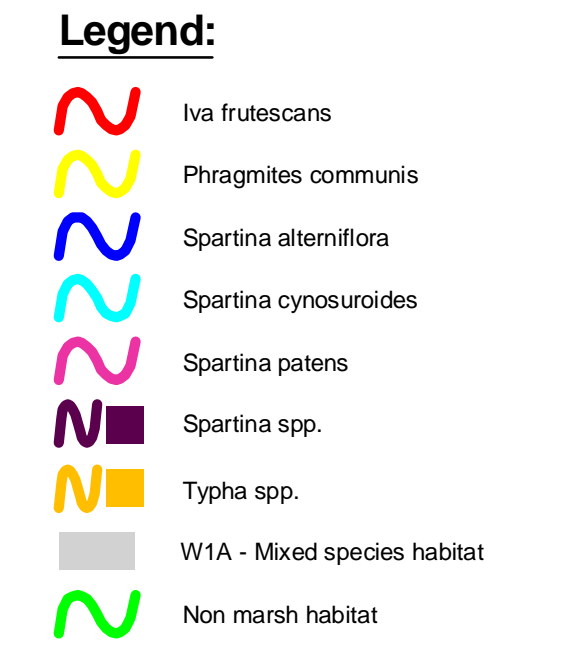 Legend:
Iva frutescans
Phragmites communis
Spartina alterniflora
Spartina cynosuroides
Spartina patens
Spartina spp.
Typha spp.
W1A - Mixed species habitat
Non marsh habitat